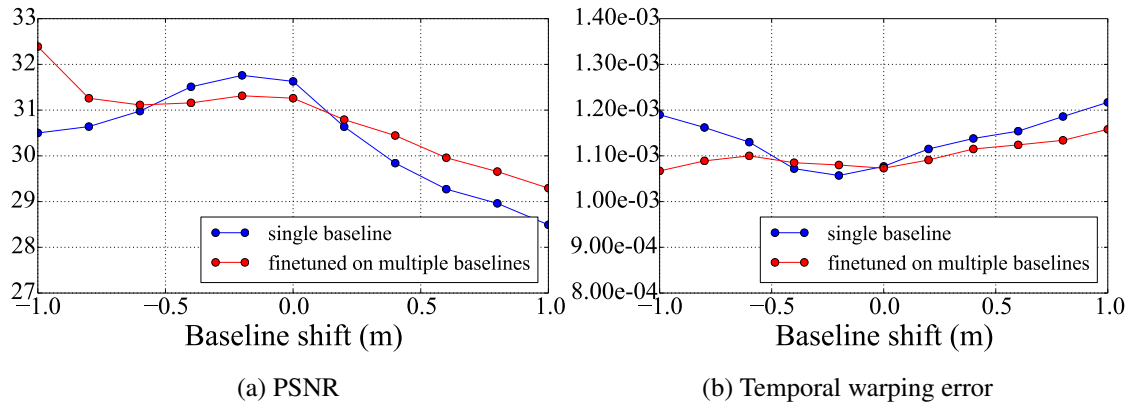 33
32
31
30
29
28
27
−1.0
−0.5
0.0
0.5
1.0
single baseline
finetuned on multiple baselines
Baseline shift (m)
(a) PSNR
1.40e-03
1.30e-03
1.20e-03
1.10e-03
1.00e-03
9.00e-04
8.00e-04
−1.0
−0.5
0.0
0.5
1.0
single baseline
finetuned on multiple baselines
Baseline shift (m)
(b) Temporal warping error